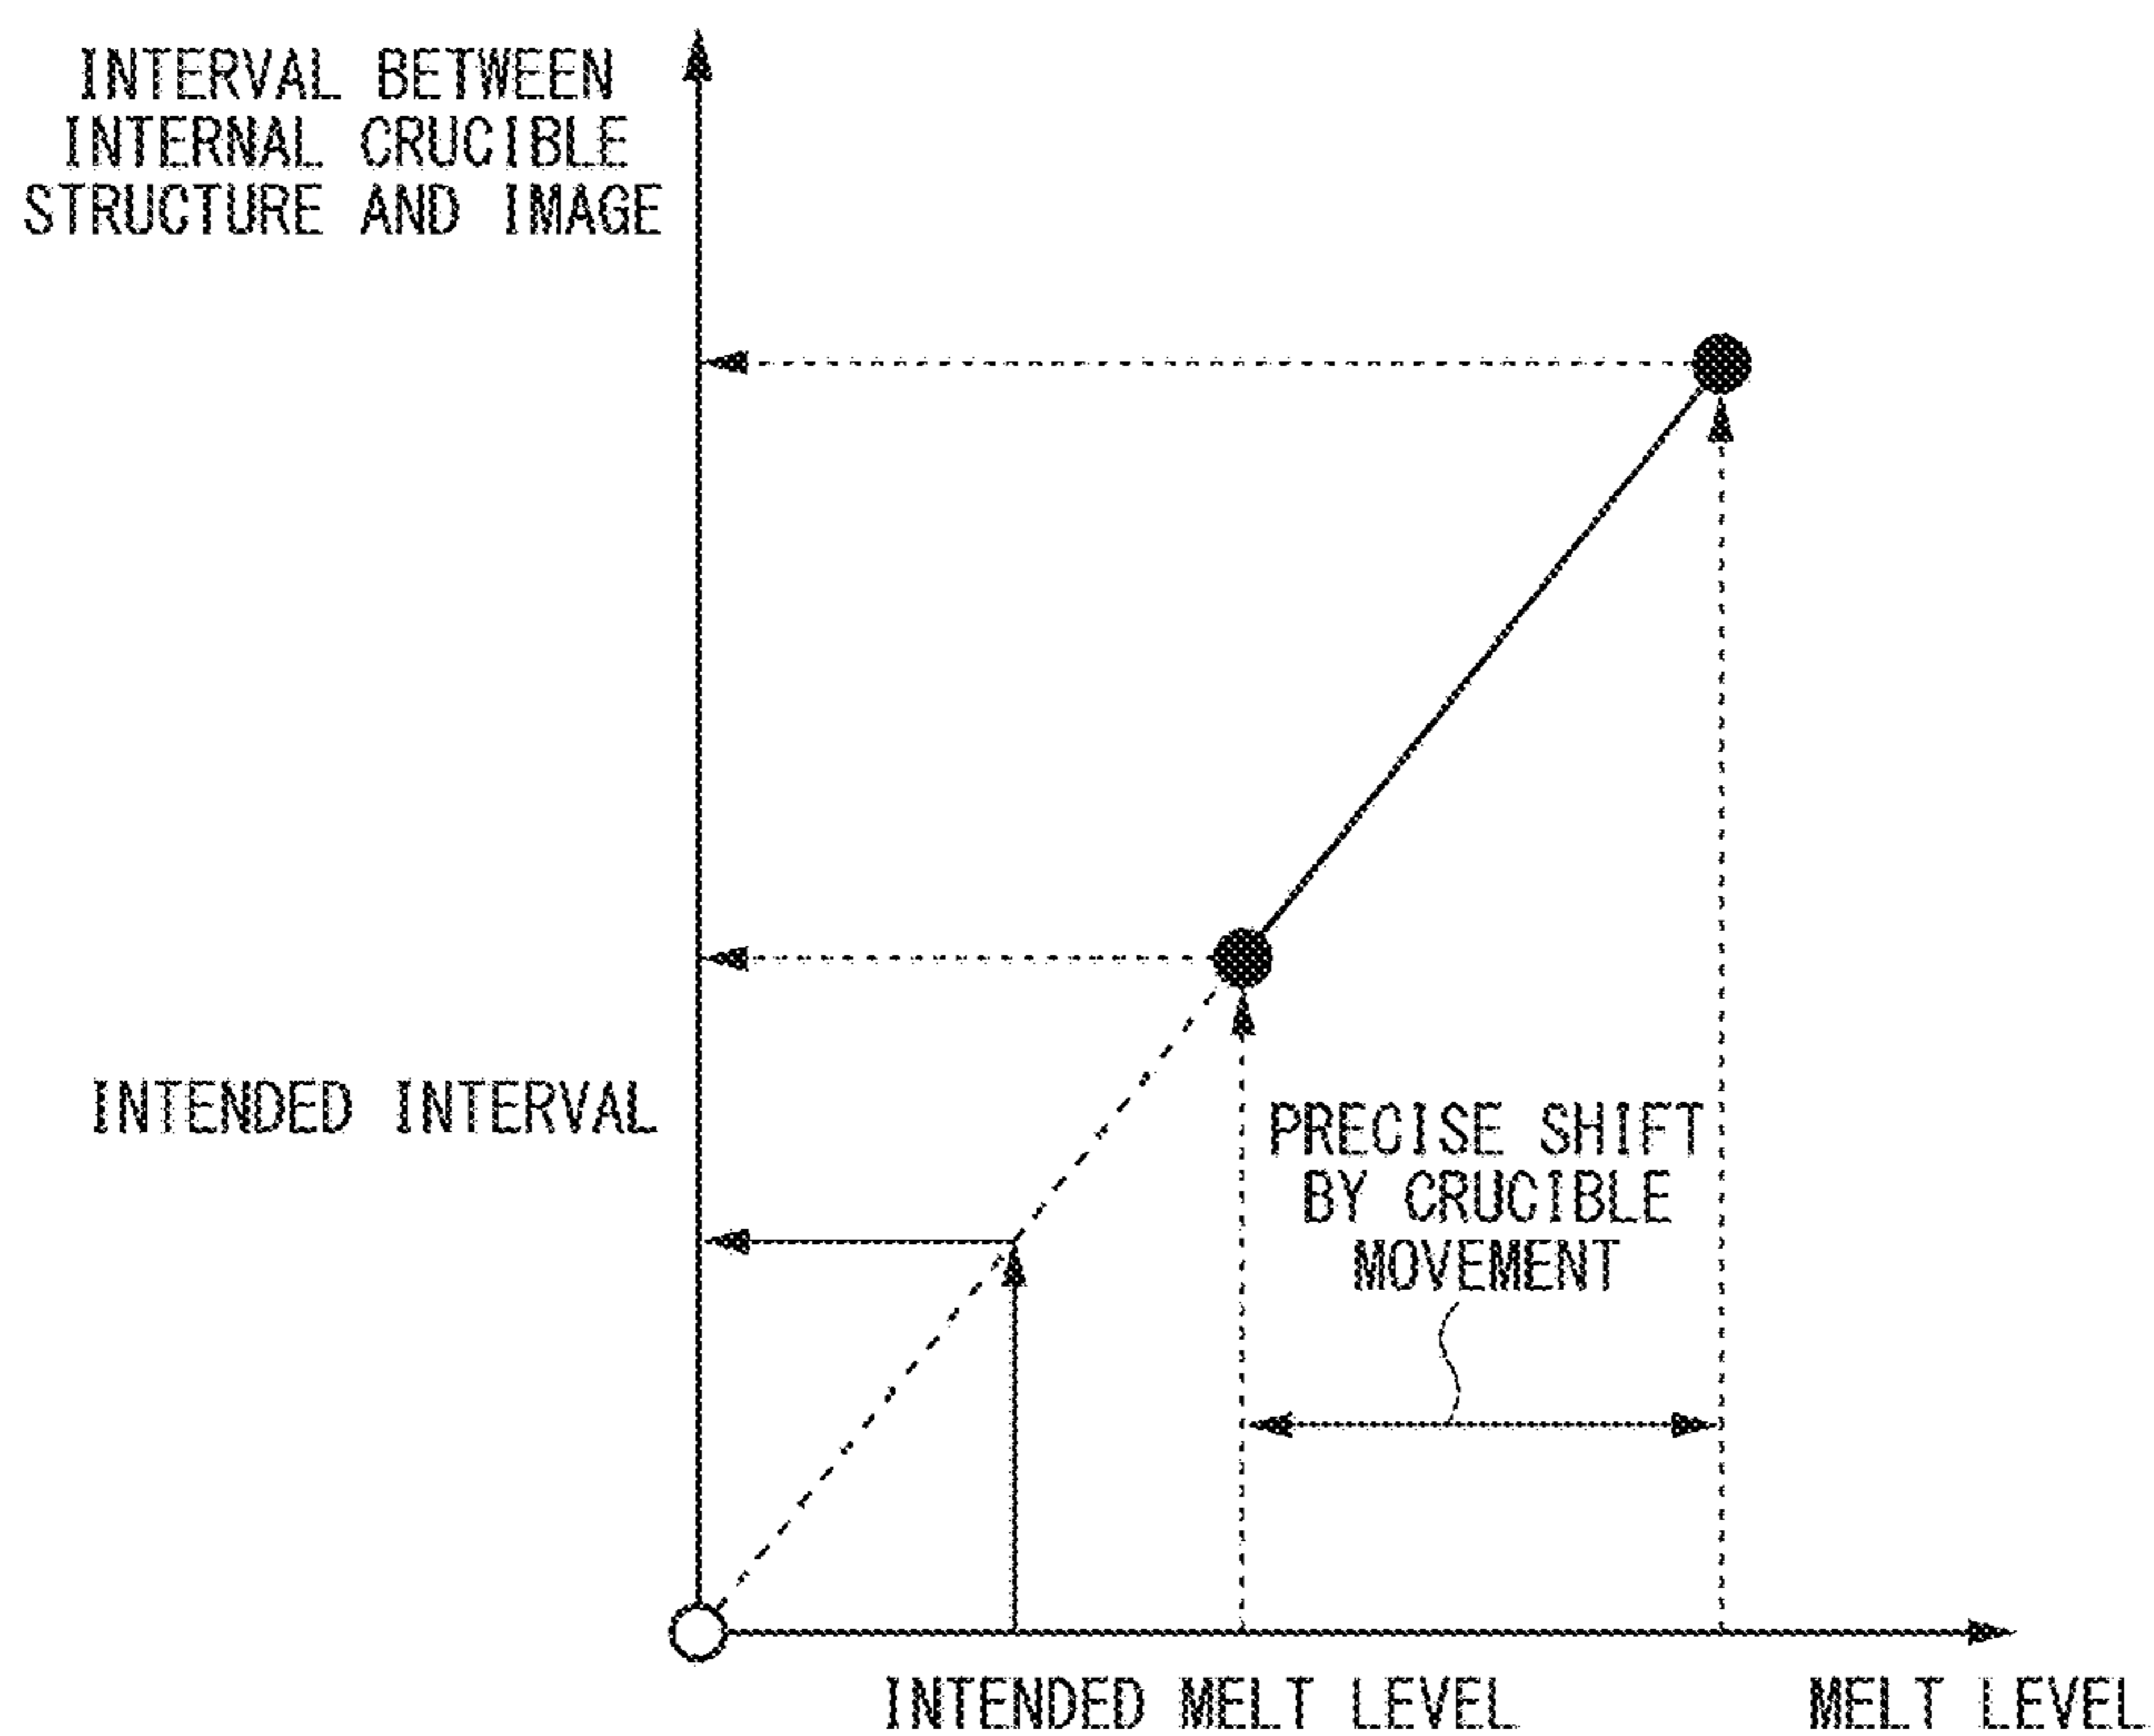 INTERVAL BETWEEN
INTERNAL CRUCIBLE
STRUCTURE AND IMAGE
INTENDED INTERVAL
PRECISE SHIFT
BY CRUCIBLE
MOVEMENT
INTENDED MELT LEVEL
MELT LEVEL